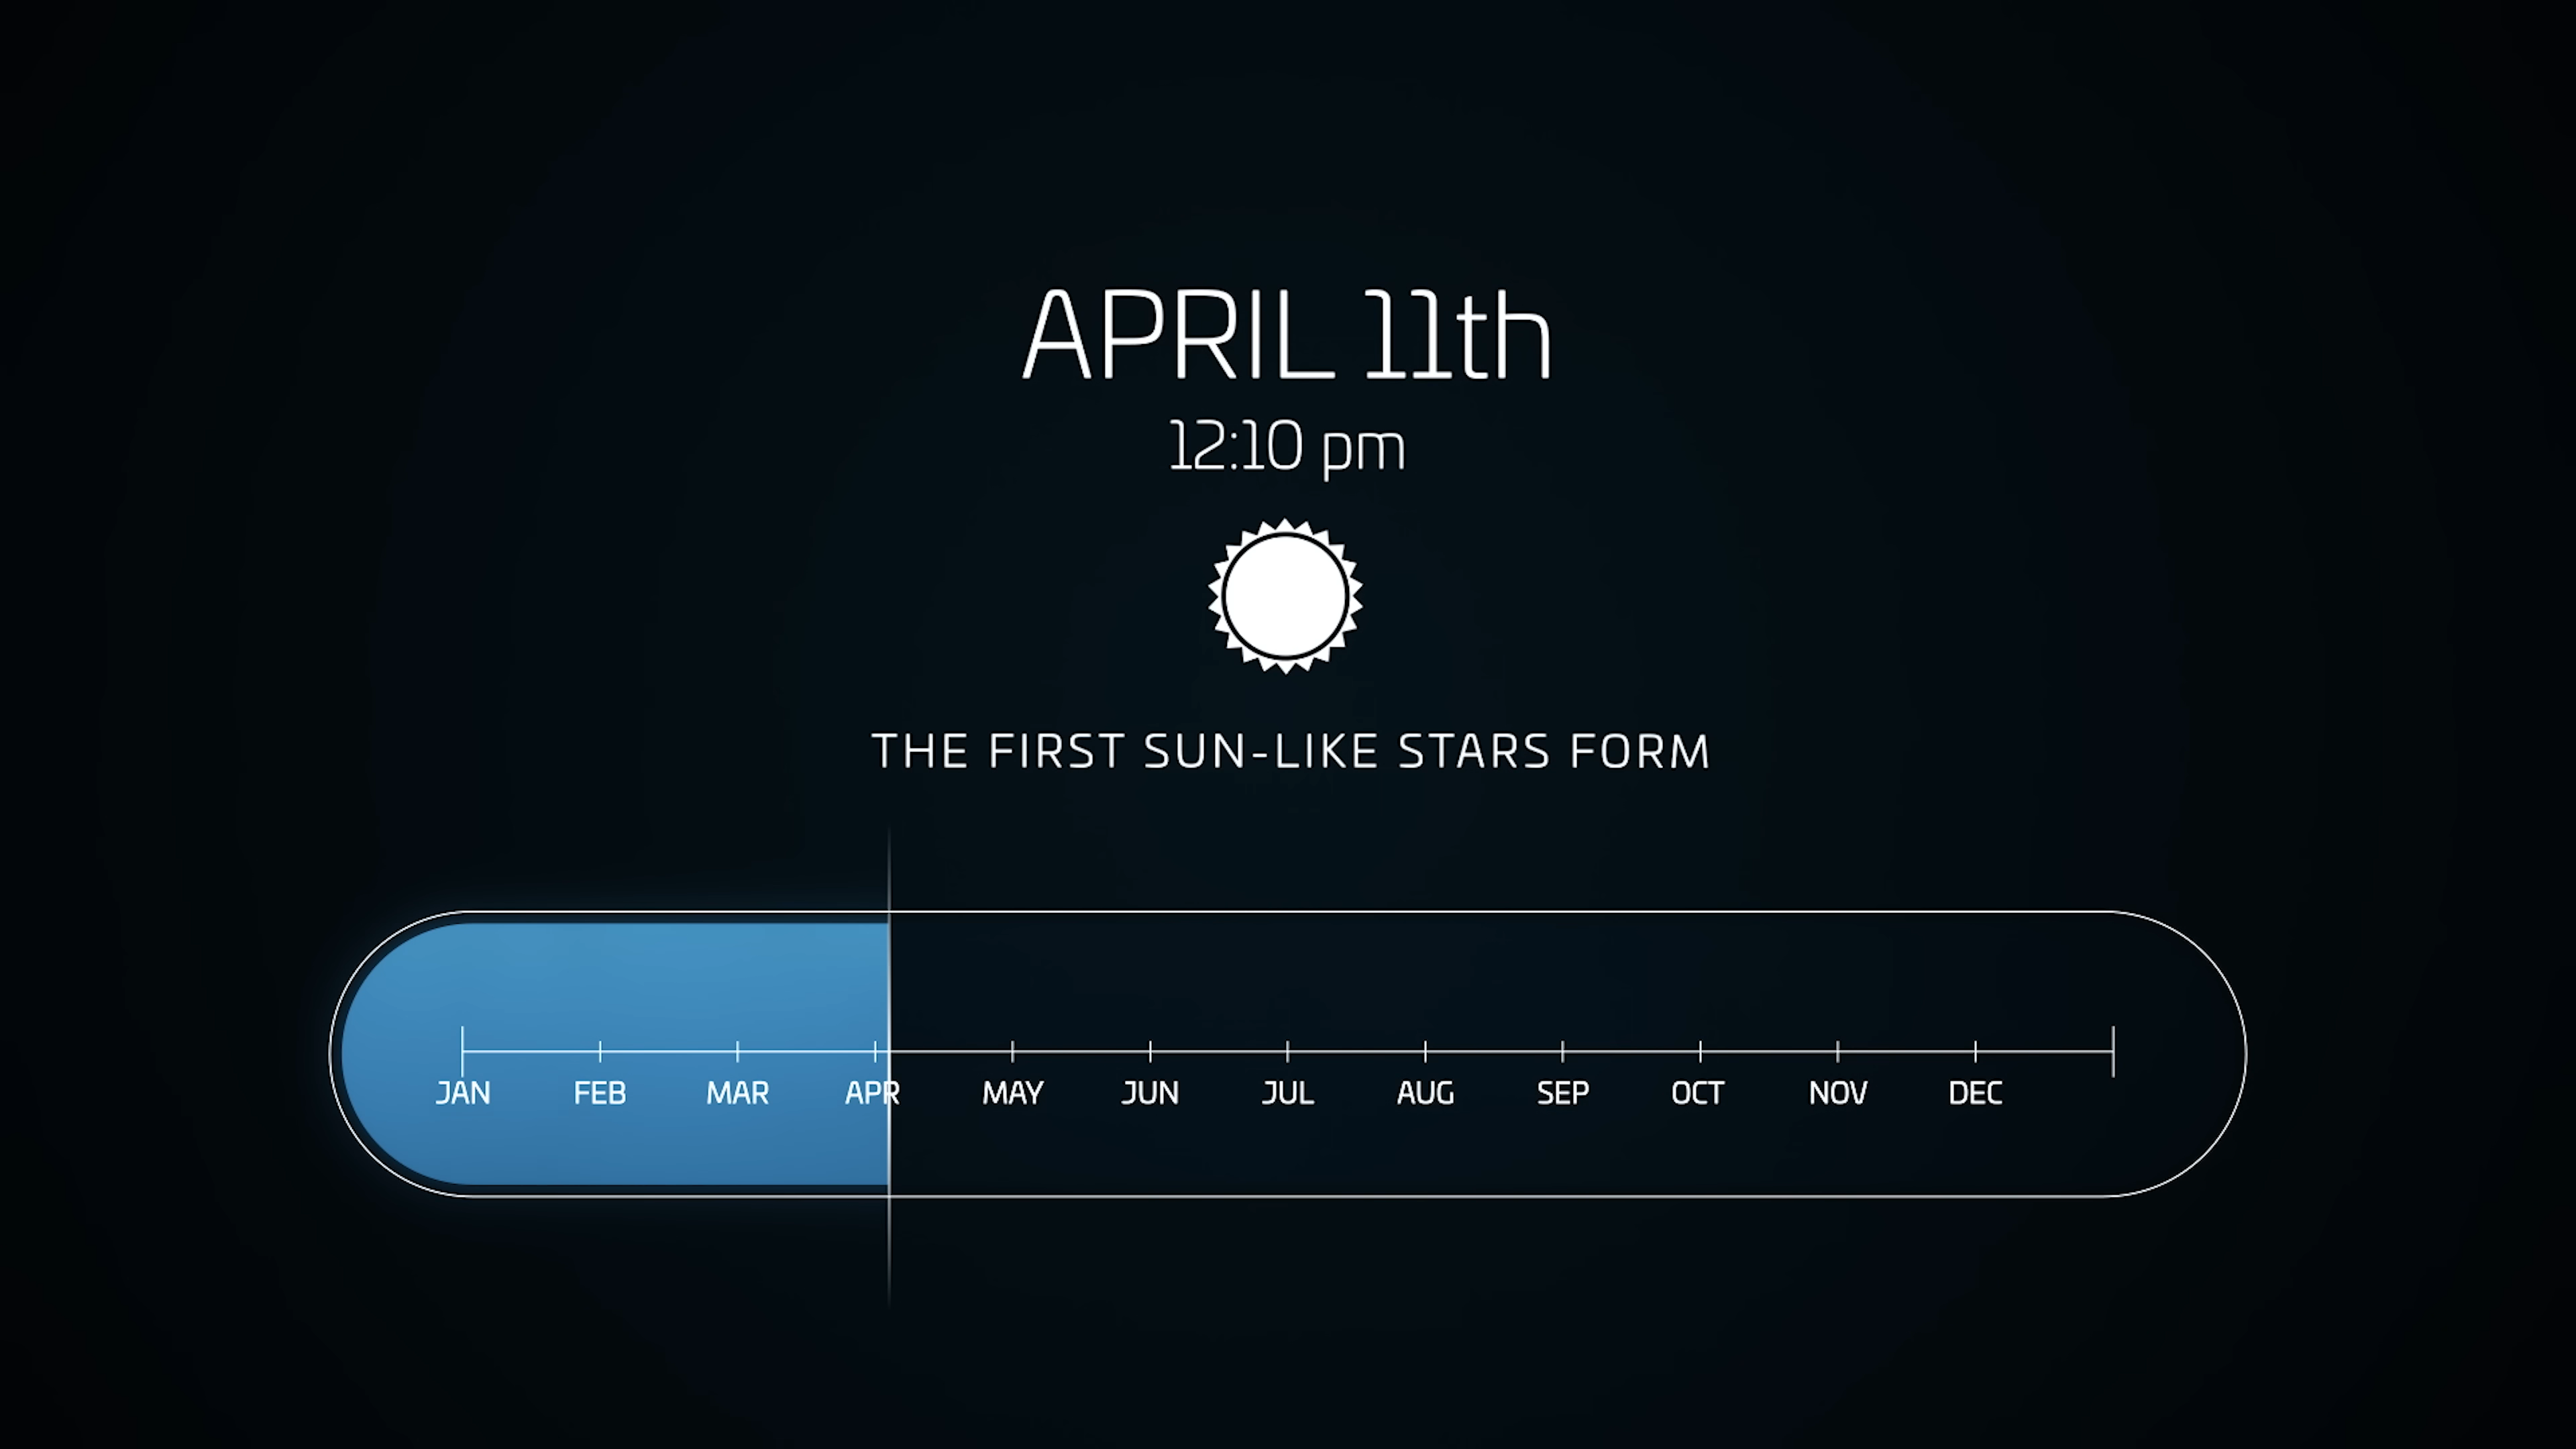 APRIL 11th
12:10 pm
THE FIRST SUN-LIKE STARS FORM
JAN FEB MAR APR MAY JUN JUL AUG SEP OCT NOV DEC